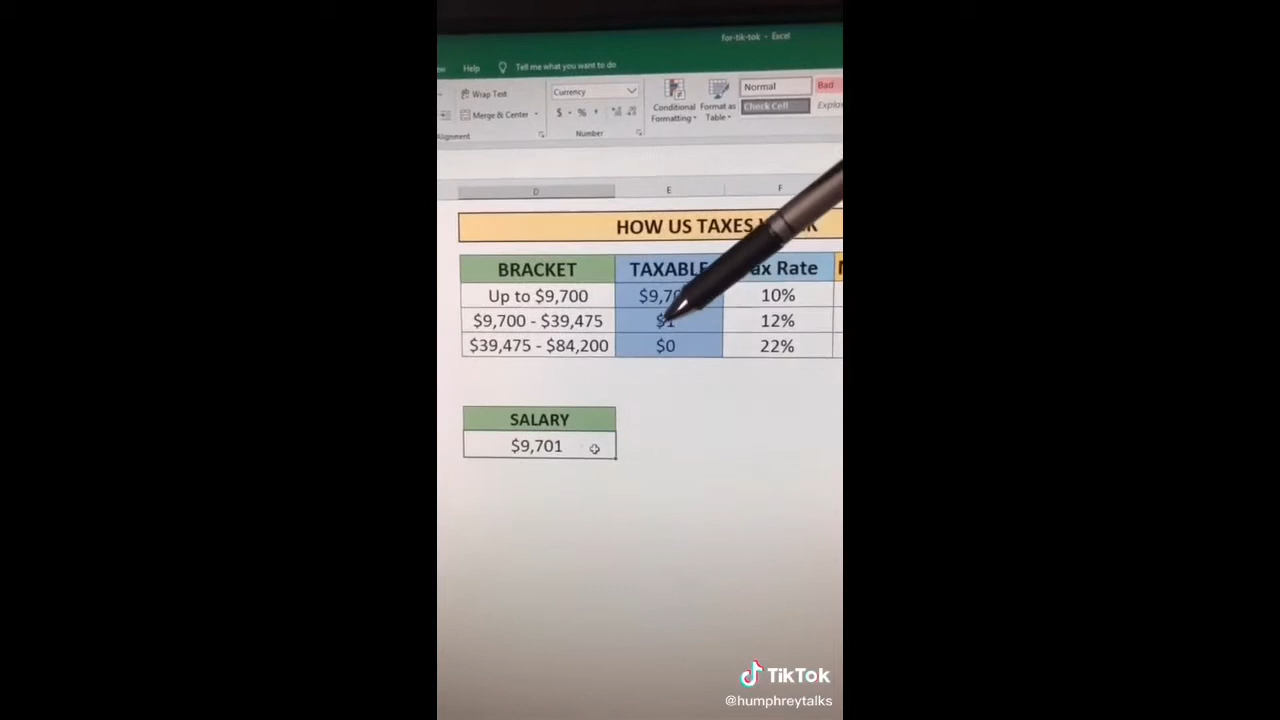 for-tik-tok - Excel
Help Tell me what you want to do
Wrap Text Currency Normal Bad
Merge & Center $ % Conditional Formatting Format as Table Check Cell
Alignment Number
D E F
HOW US TAXES
BRACKET TAXABLE Tax Rate
Up to $9,700 10%
$9,700 - $39,475 $1 12%
$39,475 - $84,200 $0 22%
SALARY
$9,701
TikTok
@humphreytalks